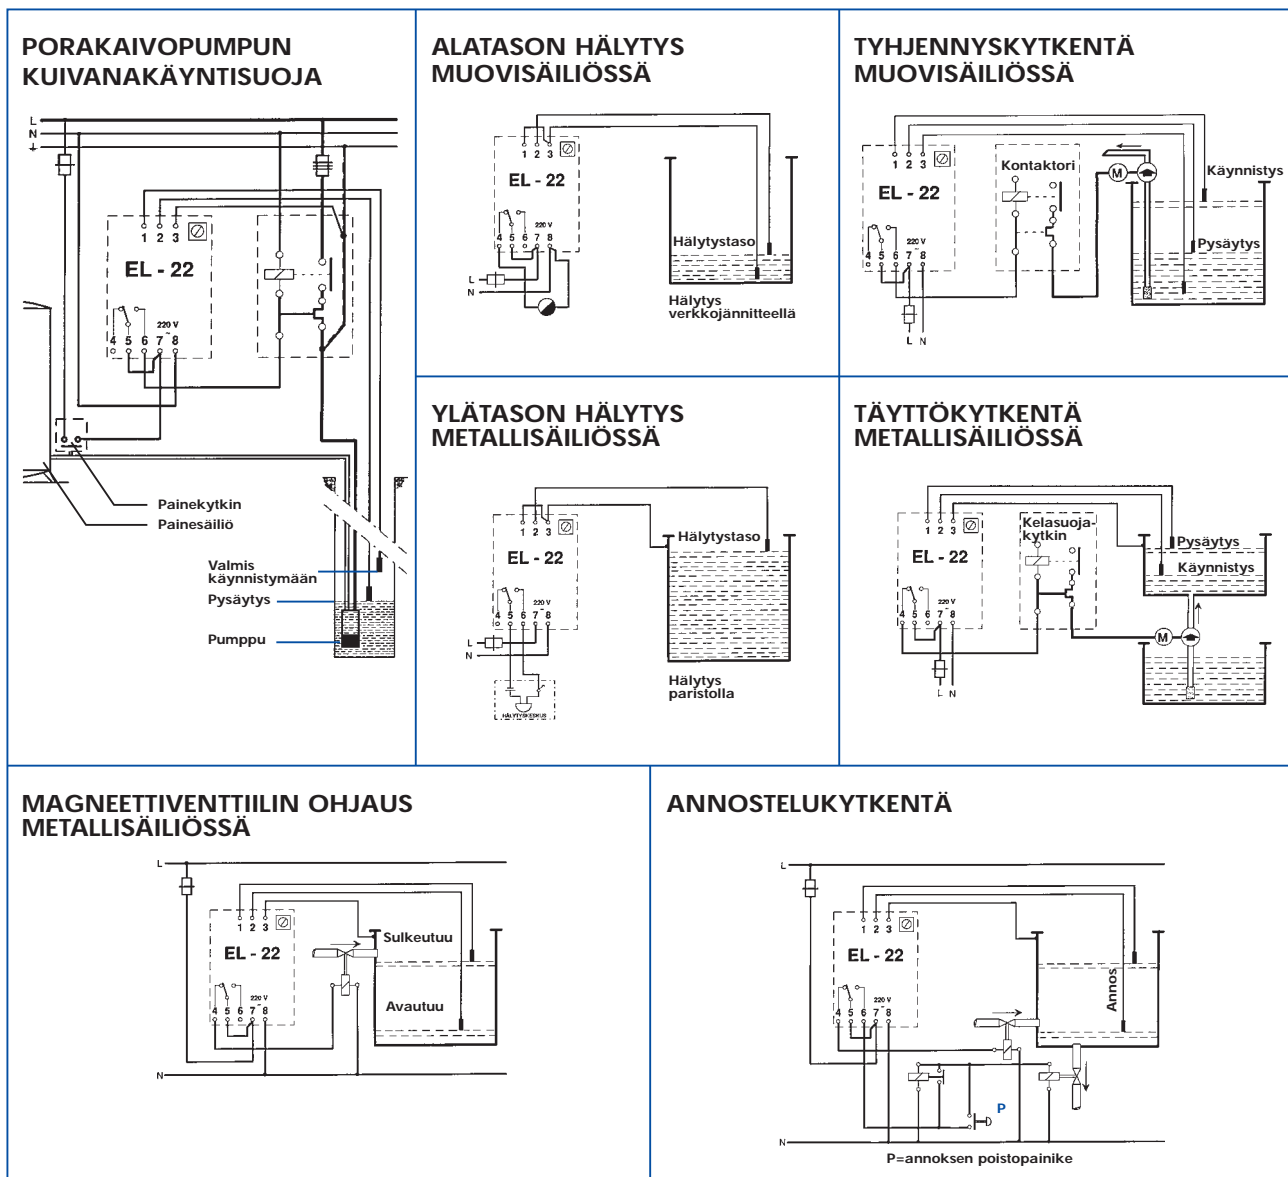 PORAKAIVOPUMPUN
KUIVANAKÄYNTISUOJA
L
N
1 2 3
EL - 22
220 V
~
4 5 6 7 8
Painekytkin
Painesäiliö
Valmis
käynnistymään
Pysäytys
Pumppu
ALATASON HÄLYTYS
MUOVISÄILIÖSSÄ
1 2 3
EL - 22
220 V
~
4 5 6 7 8
L
N
Hälytystaso
Hälytys
verkkojännitteellä
TYHJENNYSKYTKENTÄ
MUOVISÄILIÖSSÄ
1 2 3
EL - 22
220 V
~
4 5 6 7 8
L N
Kontaktori
M
Käynnistys
Pysäytys
YLÄTASON HÄLYTYS
METALLISÄILIÖSSÄ
1 2 3
EL - 22
220 V
~
4 5 6 7 8
L
N
HÄLYTYSKESKUS
Hälytystaso
Hälytys
paristolla
TÄYTTÖKYTKENTÄ
METALLISÄILIÖSSÄ
1 2 3
EL - 22
220 V
~
4 5 6 7 8
L N
Kelasuoja-
kytkin
M
Pysäytys
Käynnistys
MAGNEETTIVENTTIILIN OHJAUS
METALLISÄILIÖSSÄ
L
1 2 3
EL - 22
220 V
~
4 5 6 7 8
Sulkeutuu
Avautuu
N
ANNOSTELUKYTKENTÄ
L
1 2 3
EL - 22
220 V
~
4 5 6 7 8
Annos
P
N
P=annoksen poistopainike